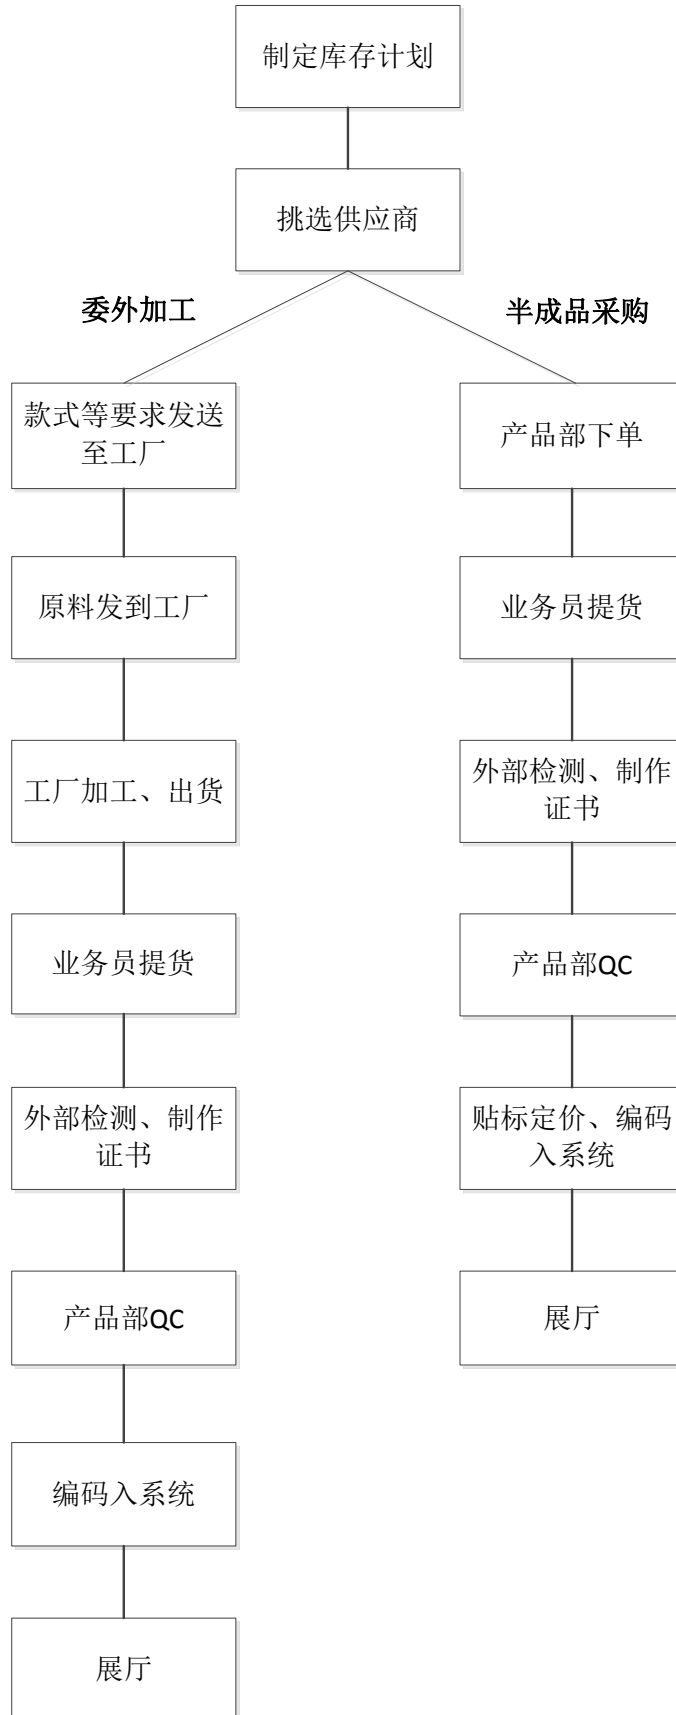 制定库存计划
挑选供应商
委外加工
款式等要求发送
至工厂
原料发到工厂
工厂加工、出货
业务员提货
外部检测、制作
证书
产品部QC
编码入系统
展厅
半成品采购
产品部下单
业务员提货
外部检测、制作
证书
产品部QC
贴标定价、编码
入系统
展厅